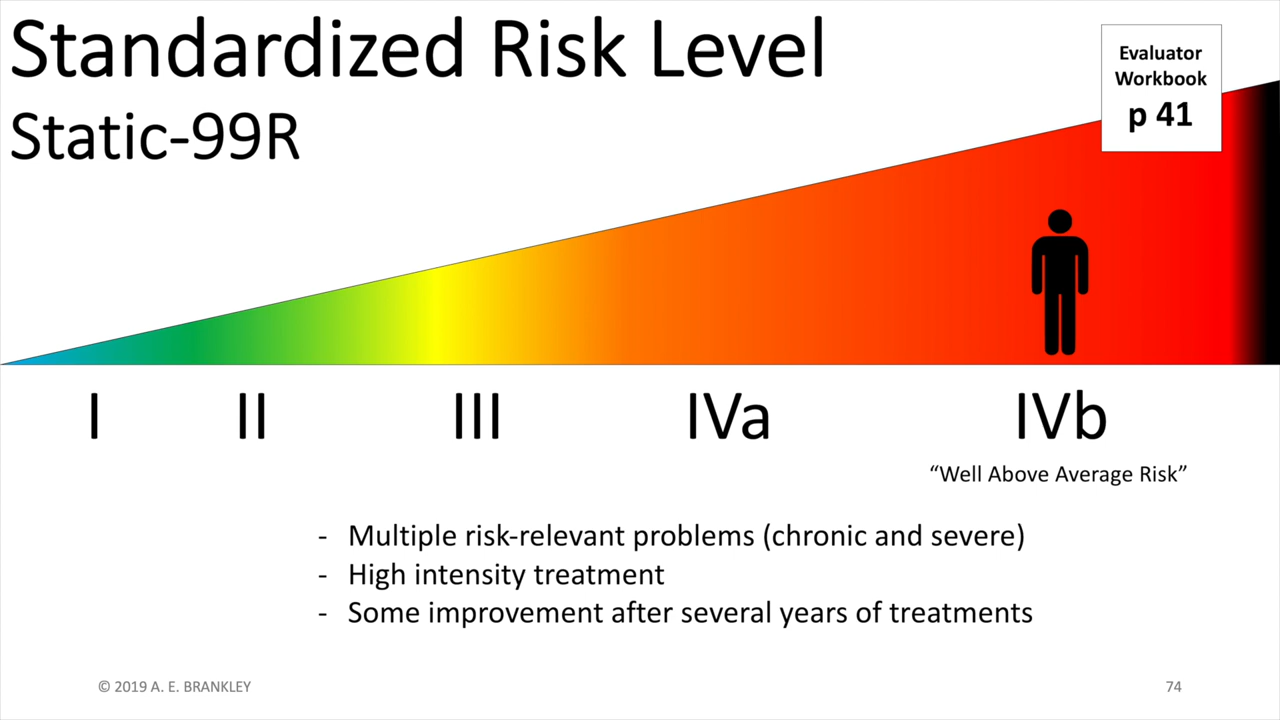 Standardized Risk Level
Static-99R
Evaluator
Workbook
p 41
I
II
III
IVa
IVb
“Well Above Average Risk”
- Multiple risk-relevant problems (chronic and severe)
- High intensity treatment
- Some improvement after several years of treatments
© 2019 A. E. BRANKLEY
74